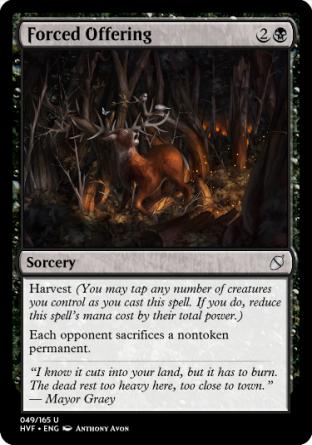 Forced Offering 2
Sorcery
Harvest (You may tap any number of creatures
you control as you cast this spell. If you do, reduce
this spell's mana cost by their total power.)
Each opponent sacrifices a nontoken
permanent.
"I know it cuts into your land, but it has to burn.
The dead rest too heavy here, too close to town."
— Mayor Graey
049/165 U
HVF • ENG Anthony Avon